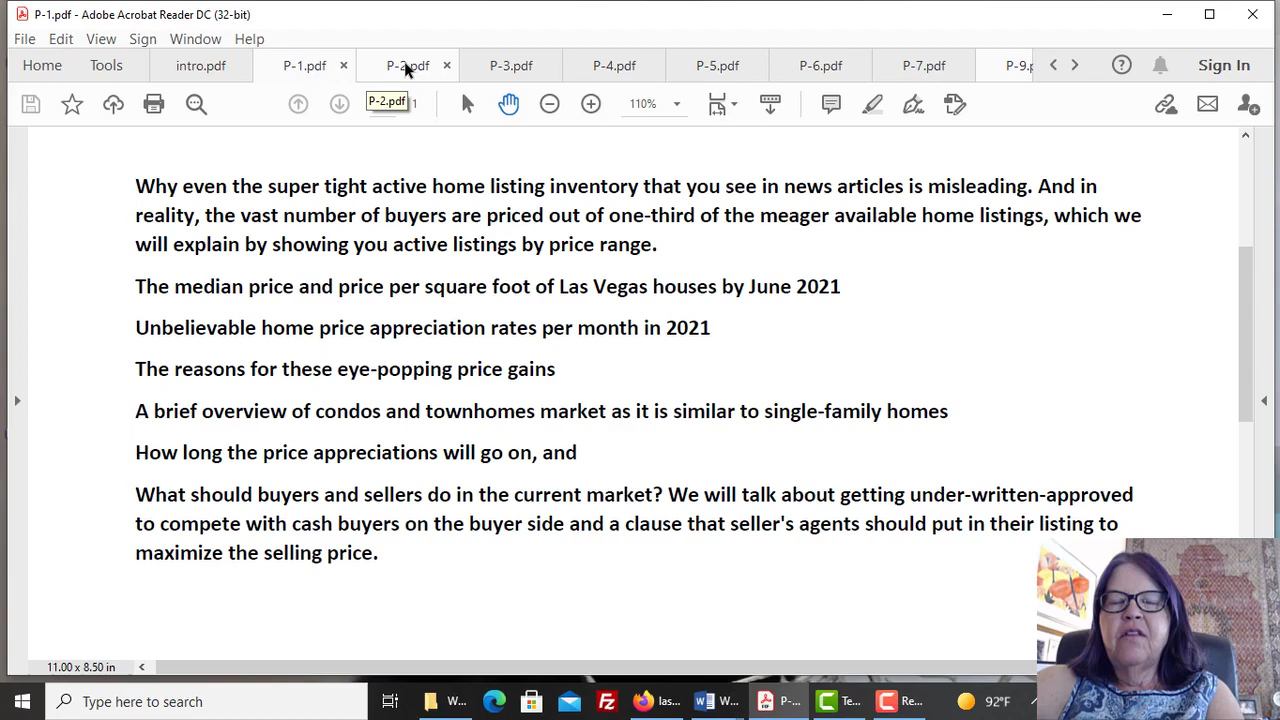 P-1.pdf - Adobe Acrobat Reader DC (32-bit)
File Edit View Sign Window Help
Home Tools intro.pdf P-1.pdf P-2.pdf P-3.pdf P-4.pdf P-5.pdf P-6.pdf P-7.pdf P-9.p Sign In
P-2.pdf 1 110%
Why even the super tight active home listing inventory that you see in news articles is misleading. And in
reality, the vast number of buyers are priced out of one-third of the meager available home listings, which we
will explain by showing you active listings by price range.
The median price and price per square foot of Las Vegas houses by June 2021
Unbelievable home price appreciation rates per month in 2021
The reasons for these eye-popping price gains
A brief overview of condos and townhomes market as it is similar to single-family homes
How long the price appreciations will go on, and
What should buyers and sellers do in the current market? We will talk about getting under-written-approved
to compete with cash buyers on the buyer side and a clause that seller's agents should put in their listing to
maximize the selling price.
11.00 x 8.50 in
Type here to search W... las... W... P-... Te... Re... 92°F